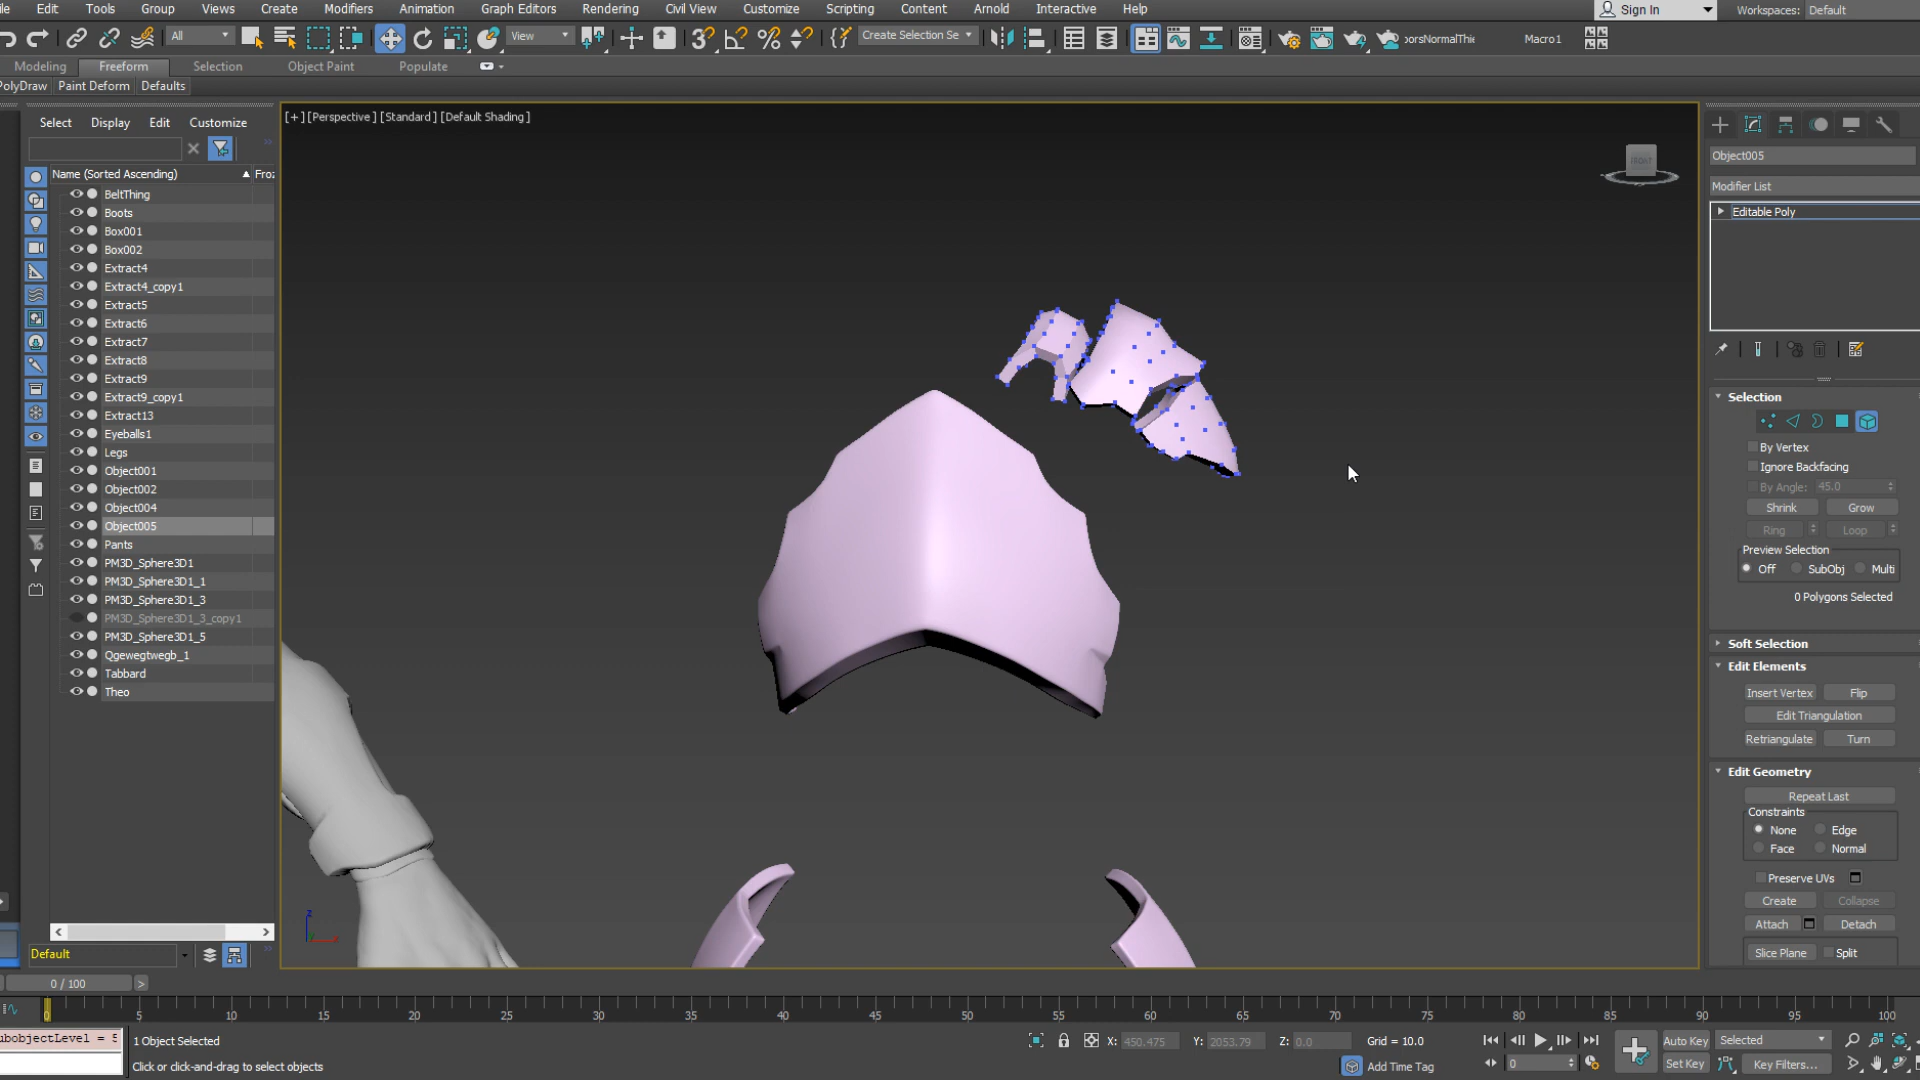 Edit Tools Group Views Create Modifiers Animation Graph Editors Rendering Civil View Customize Scripting Content Arnold Interactive Help Sign In Workspaces: Default
All View Create Selection Se Macro1
Modeling Freeform Selection Object Paint Populate
PolyDraw Paint Deform Defaults
Select Display Edit Customize
[+] [Perspective] [Standard] [Default Shading]
FRONT
Name (Sorted Ascending) Froz
BeltThing
Boots
Box001
Box002
Extract4
Extract4_copy1
Extract5
Extract6
Extract7
Extract8
Extract9
Extract9_copy1
Extract13
Eyeballs1
Legs
Object001
Object002
Object004
Object005
Pants
PM3D_Sphere3D1
PM3D_Sphere3D1_1
PM3D_Sphere3D1_3
PM3D_Sphere3D1_3_copy1
PM3D_Sphere3D1_5
Qgewegtwegb_1
Tabbard
Theo
Default
Object005
Modifier List
Editable Poly
Selection
By Vertex
Ignore Backfacing
By Angle: 45.0
Shrink Grow
Ring Loop
Preview Selection
Off SubObj Multi
0 Polygons Selected
Soft Selection
Edit Elements
Insert Vertex Flip
Edit Triangulation
Retriangulate Turn
Edit Geometry
Repeat Last
Constraints
None Edge
Face Normal
Preserve UVs
Create Collapse
Attach Detach
Slice Plane Split
z
0 / 100 >
0 5 10 15 20 25 30 35 40 45 50 55 60 65 70 75 80 85 90 95 100
ubobjectLevel = 5 1 Object Selected X: 450.475 Y: 2053.79 Z: 0.0 Grid = 10.0 Auto Key Selected
Click or click-and-drag to select objects Add Time Tag 0 Set Key Key Filters...